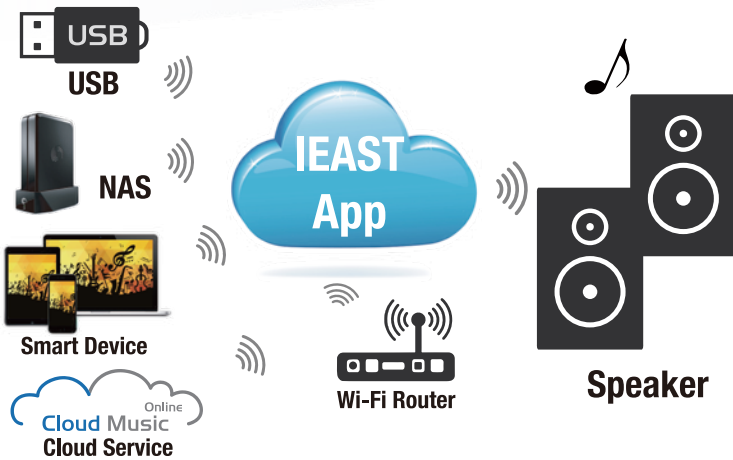 USB
USB
NAS
Smart Device
Online
Cloud Music
Cloud Service
IEAST
App
Wi-Fi Router
Speaker